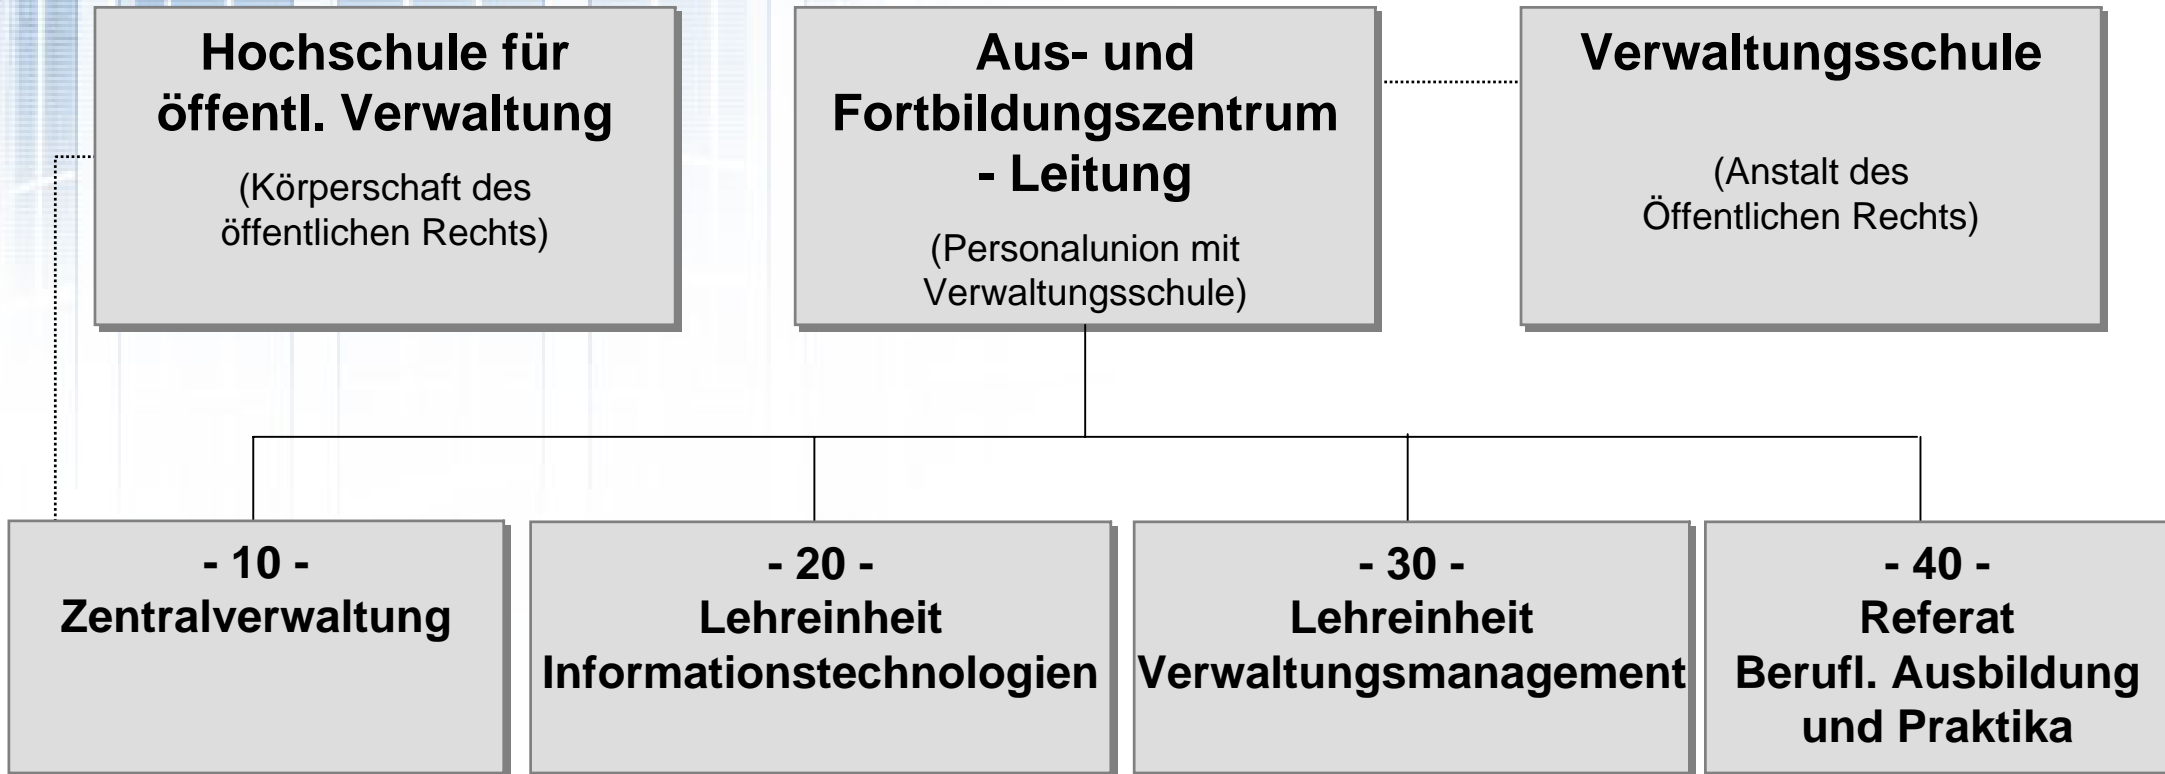 Hochschule für
öffentl. Verwaltung
(Körperschaft des
öffentlichen Rechts)
Aus- und
Fortbildungszentrum
- Leitung
(Personalunion mit
Verwaltungsschule)
Verwaltungsschule
(Anstalt des
Öffentlichen Rechts)
- 10 -
Zentralverwaltung
- 20 -
Lehreinheit
Informationstechnologien
- 30 -
Lehreinheit
Verwaltungsmanagement
- 40 -
Referat
Berufl. Ausbildung
und Praktika